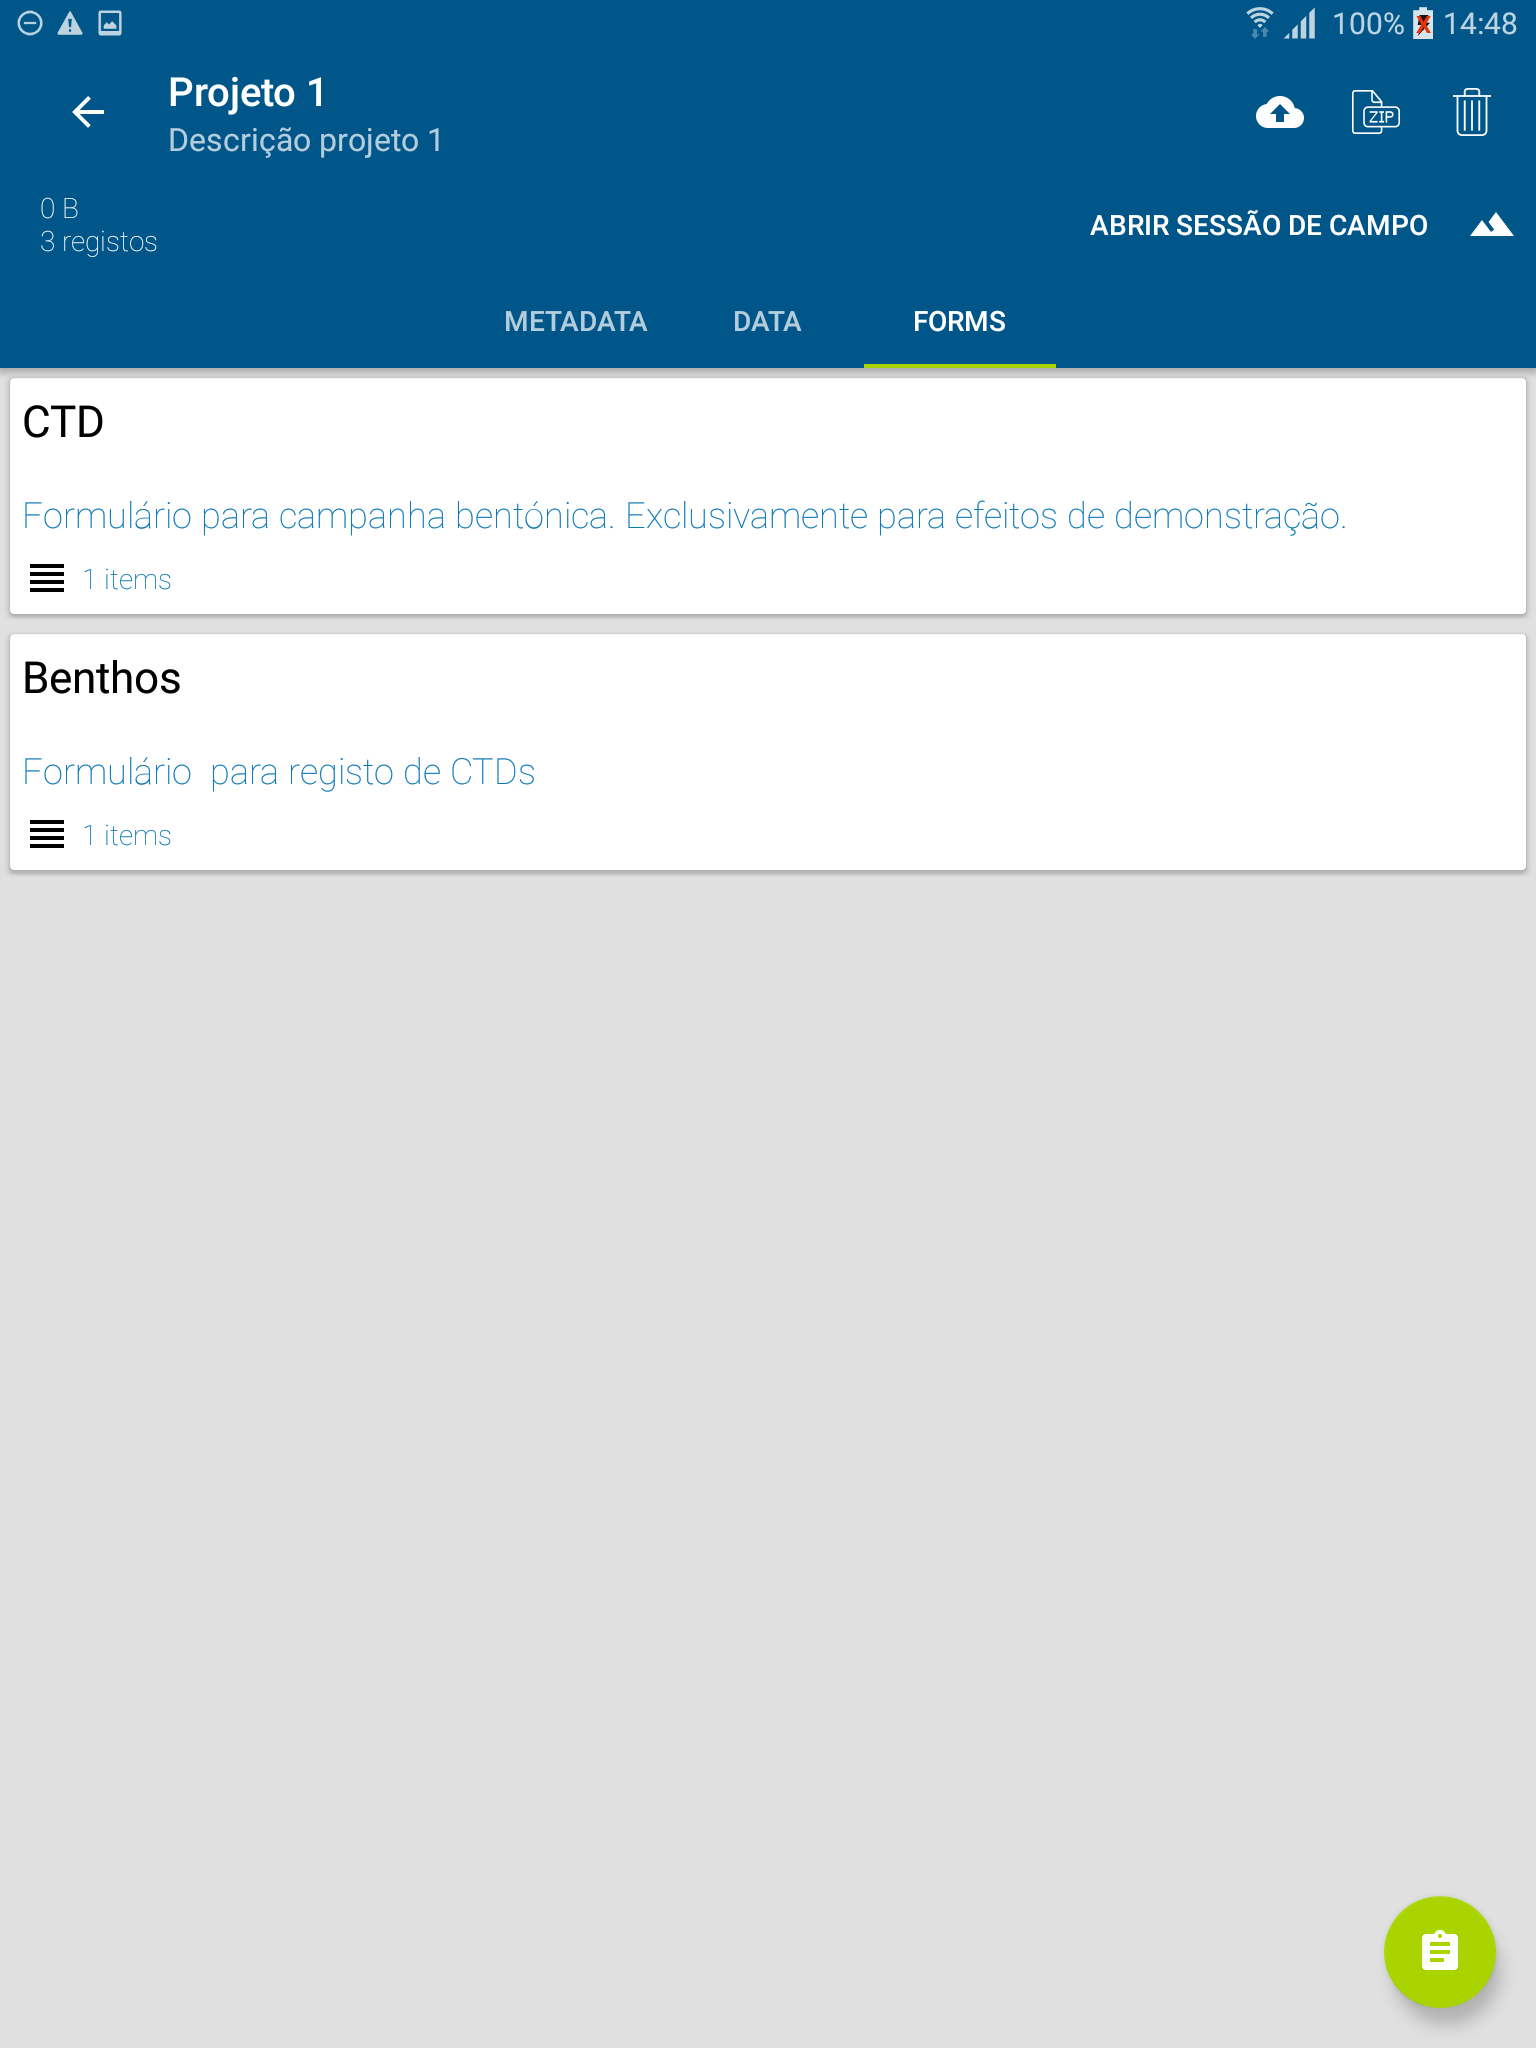 100% 14:48
Projeto 1
Descrição projeto 1
ZIP
0 B
3 registos
ABRIR SESSÃO DE CAMPO
METADATA DATA FORMS
CTD
Formulário para campanha bentónica. Exclusivamente para efeitos de demonstração.
1 items
Benthos
Formulário  para registo de CTDs
1 items